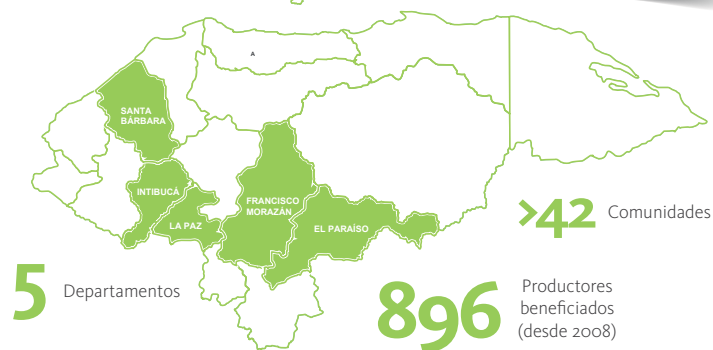 A
SANTA
BÁRBARA
INTIBUCÁ
LA PAZ
FRANCISCO
MORAZÁN
EL PARAÍSO
>42 Comunidades
5 Departamentos
896 Productores
beneficiados
(desde 2008)